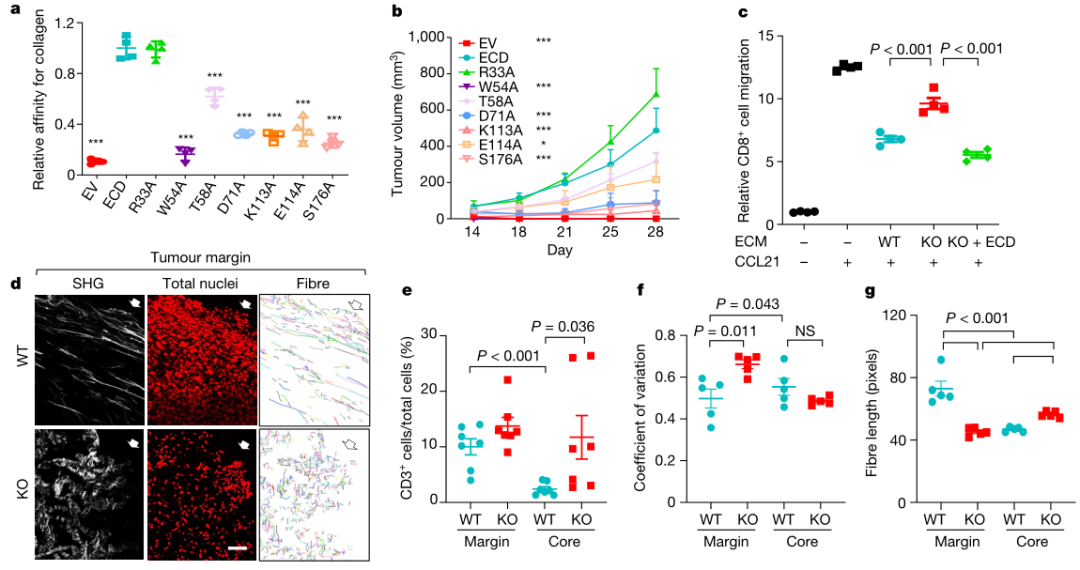 a
Relative affinity for collagen
1.2
0.8
0.4
0
***
***
***
***
***
***
***
EV
ECD
R33A
W54A
T58A
D71A
K113A
E114A
S176A
b
Tumour volume (mm³)
1,000
800
600
400
200
0
EV ***
ECD
R33A
W54A ***
T58A
D71A ***
K113A ***
E114A *
S176A ***
14 18 21 25 28
Day
c
Relative CD8⁺ cell migration
15
10
5
0
P < 0.001 P < 0.001
ECM – – WT KO KO + ECD
CCL21 – + + + +
Tumour margin
d SHG Total nuclei Fibre
WT
KO
e
CD3⁺ cells/total cells (%)
30
20
10
0
P = 0.036
P < 0.001
WT KO WT KO
Margin Core
f
Coefficient of variation
0.8
0.6
0.4
0.2
0
P = 0.043
P = 0.011 NS
WT KO WT KO
Margin Core
g
Fibre length (pixels)
120
80
40
0
P < 0.001
WT KO WT KO
Margin Core